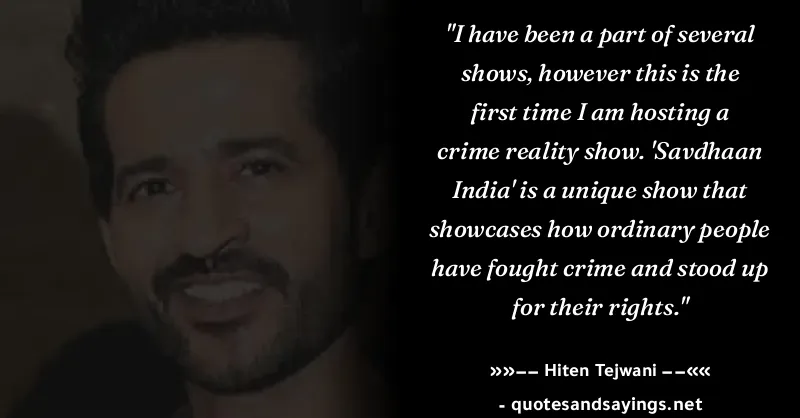 "I have been a part of several
shows, however this is the
first time I am hosting a
crime reality show. 'Savdhaan
India' is a unique show that
showcases how ordinary people
have fought crime and stood up
for their rights."
»»–– Hiten Tejwani ––««
- quotesandsayings.net